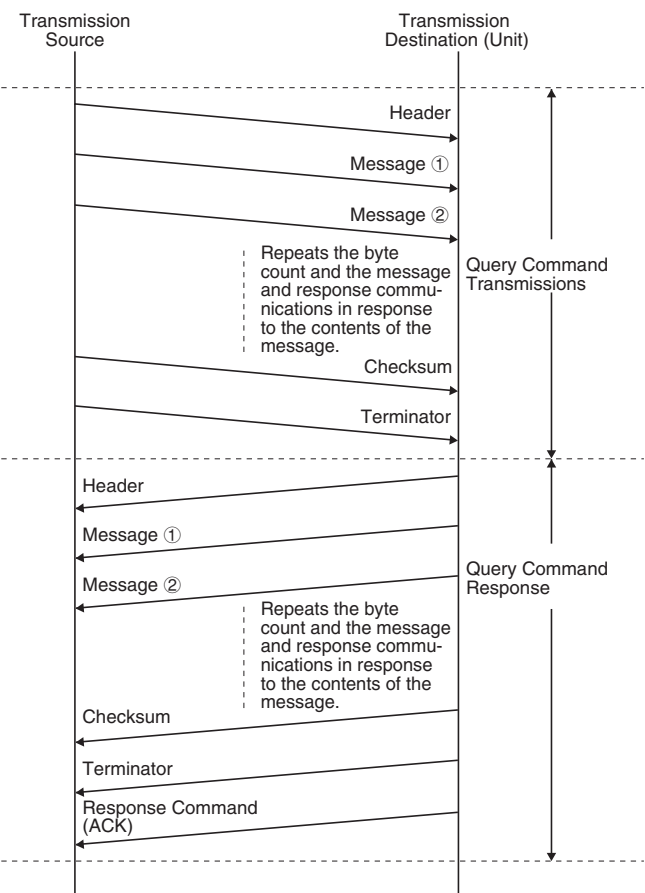 Transmission
Source
Transmission
Destination (Unit)
Header
Message ①
Message ②
Repeats the byte
count and the message
and response commu-
nications in response
to the contents of the
message.
Query Command
Transmissions
Checksum
Terminator
Header
Message ①
Message ②
Query Command
Response
Repeats the byte
count and the message
and response commu-
nications in response
to the contents of the
message.
Checksum
Terminator
Response Command
(ACK)